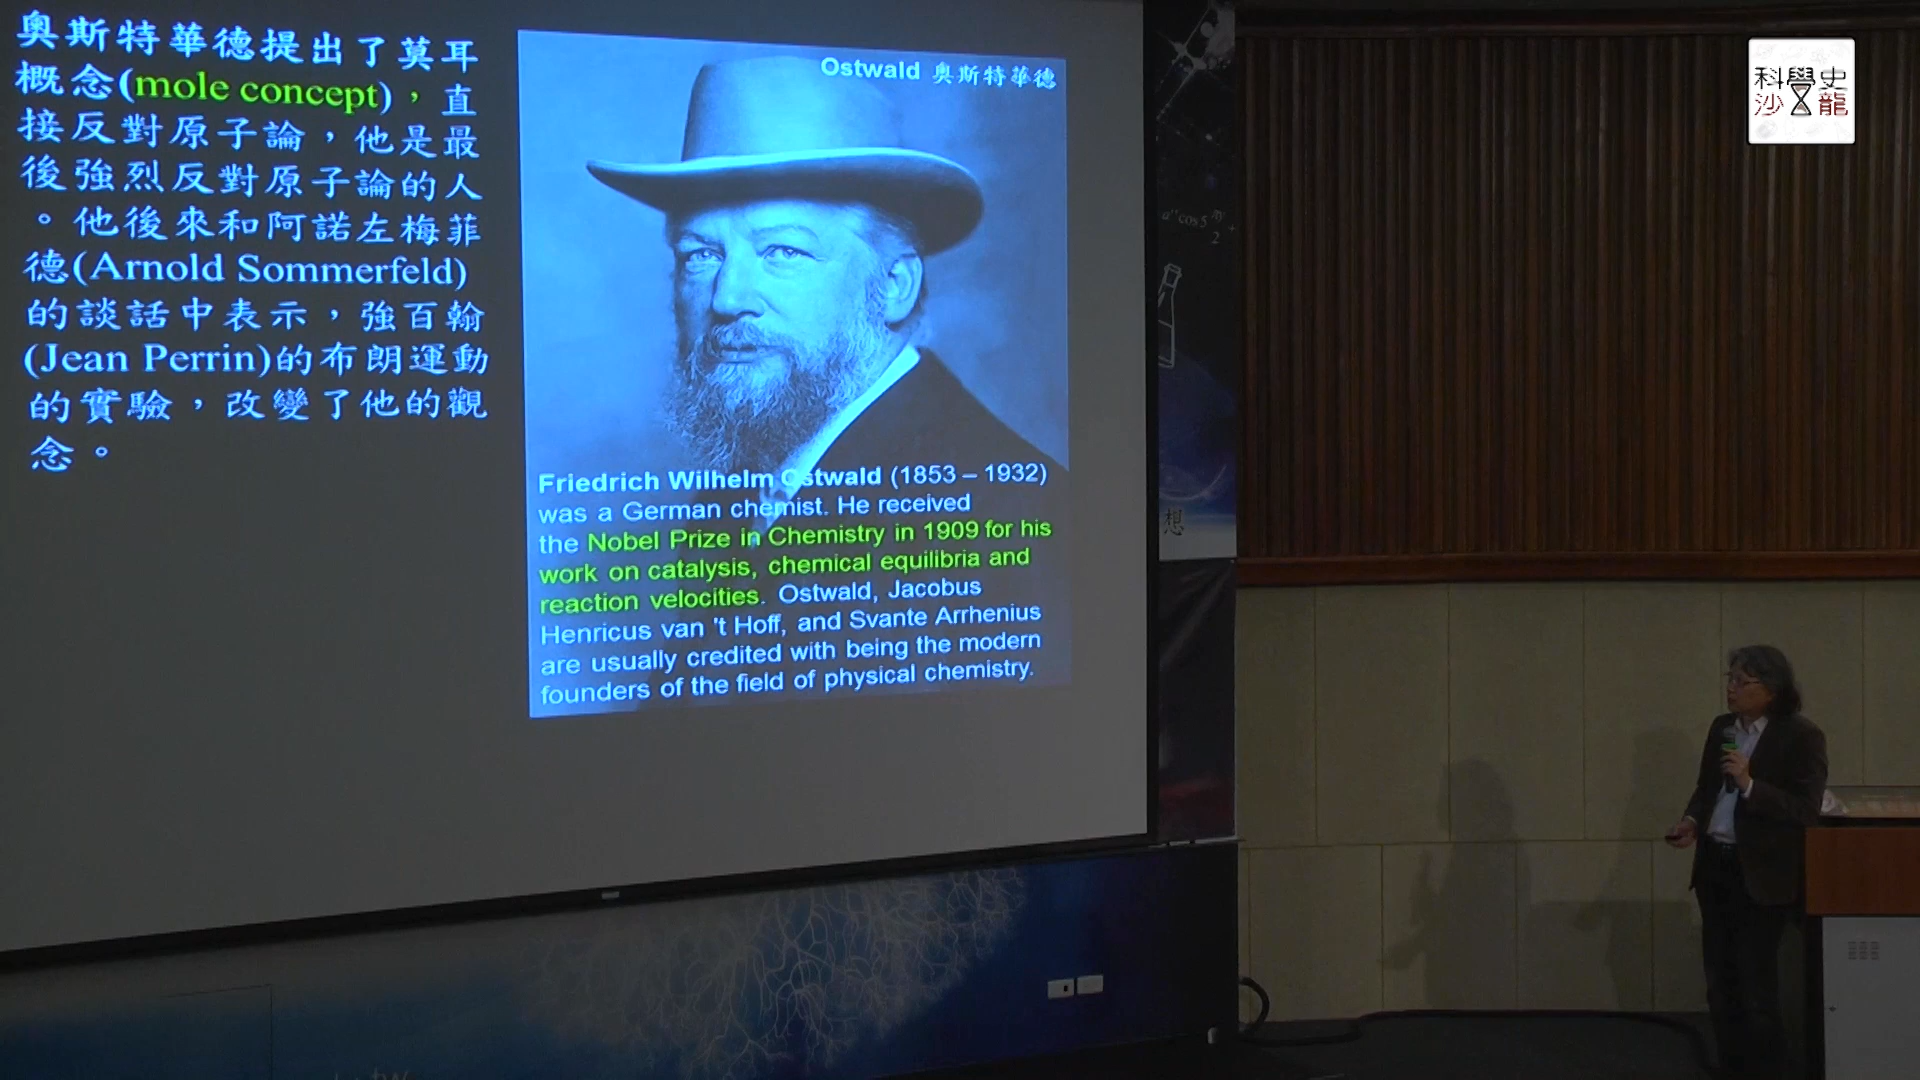 奧斯特華德提出了莫耳
概念(mole concept)，直
接反對原子論，他是最
後強烈反對原子論的人
。他後來和阿諾左梅菲
德(Arnold Sommerfeld)
的談話中表示，強百翰
(Jean Perrin)的布朗運動
的實驗，改變了他的觀
念。
Ostwald 奧斯特華德
Friedrich Wilhelm Ostwald (1853 – 1932)
was a German chemist. He received
the Nobel Prize in Chemistry in 1909 for his
work on catalysis, chemical equilibria and
reaction velocities. Ostwald, Jacobus
Henricus van 't Hoff, and Svante Arrhenius
are usually credited with being the modern
founders of the field of physical chemistry.
科學史
沙龍
想